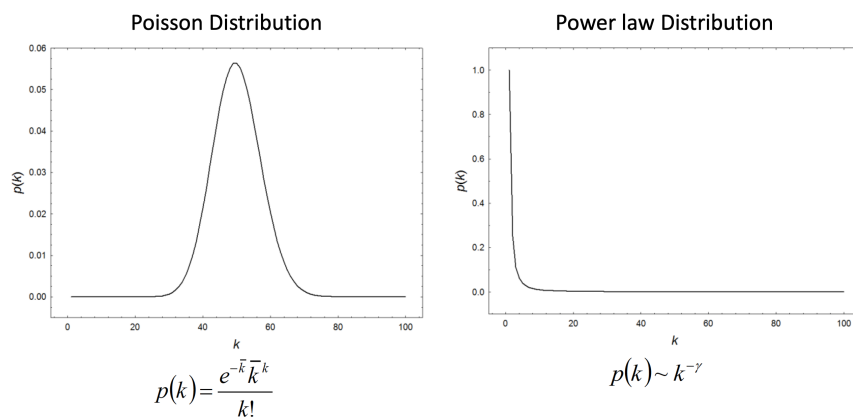 Poisson Distribution
0.06
0.05
0.04
0.03
0.02
0.01
0.00
p(k)
0 20 40 60 80 100
k
p(k) = e^{-k̅} k̅^k / k!
Power law Distribution
1.0
0.8
0.6
0.4
0.2
0.0
p(k)
0 20 40 60 80 100
k
p(k) ~ k^{-γ}